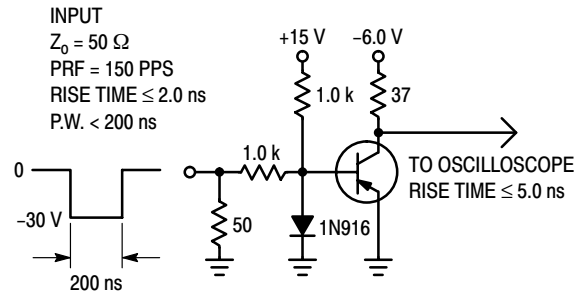 INPUT
Zo = 50 Ω
PRF = 150 PPS
RISE TIME ≤ 2.0 ns
P.W. < 200 ns
+15 V
−6.0 V
1.0 k
37
1.0 k
TO OSCILLOSCOPE
RISE TIME ≤ 5.0 ns
0
−30 V
50
1N916
200 ns